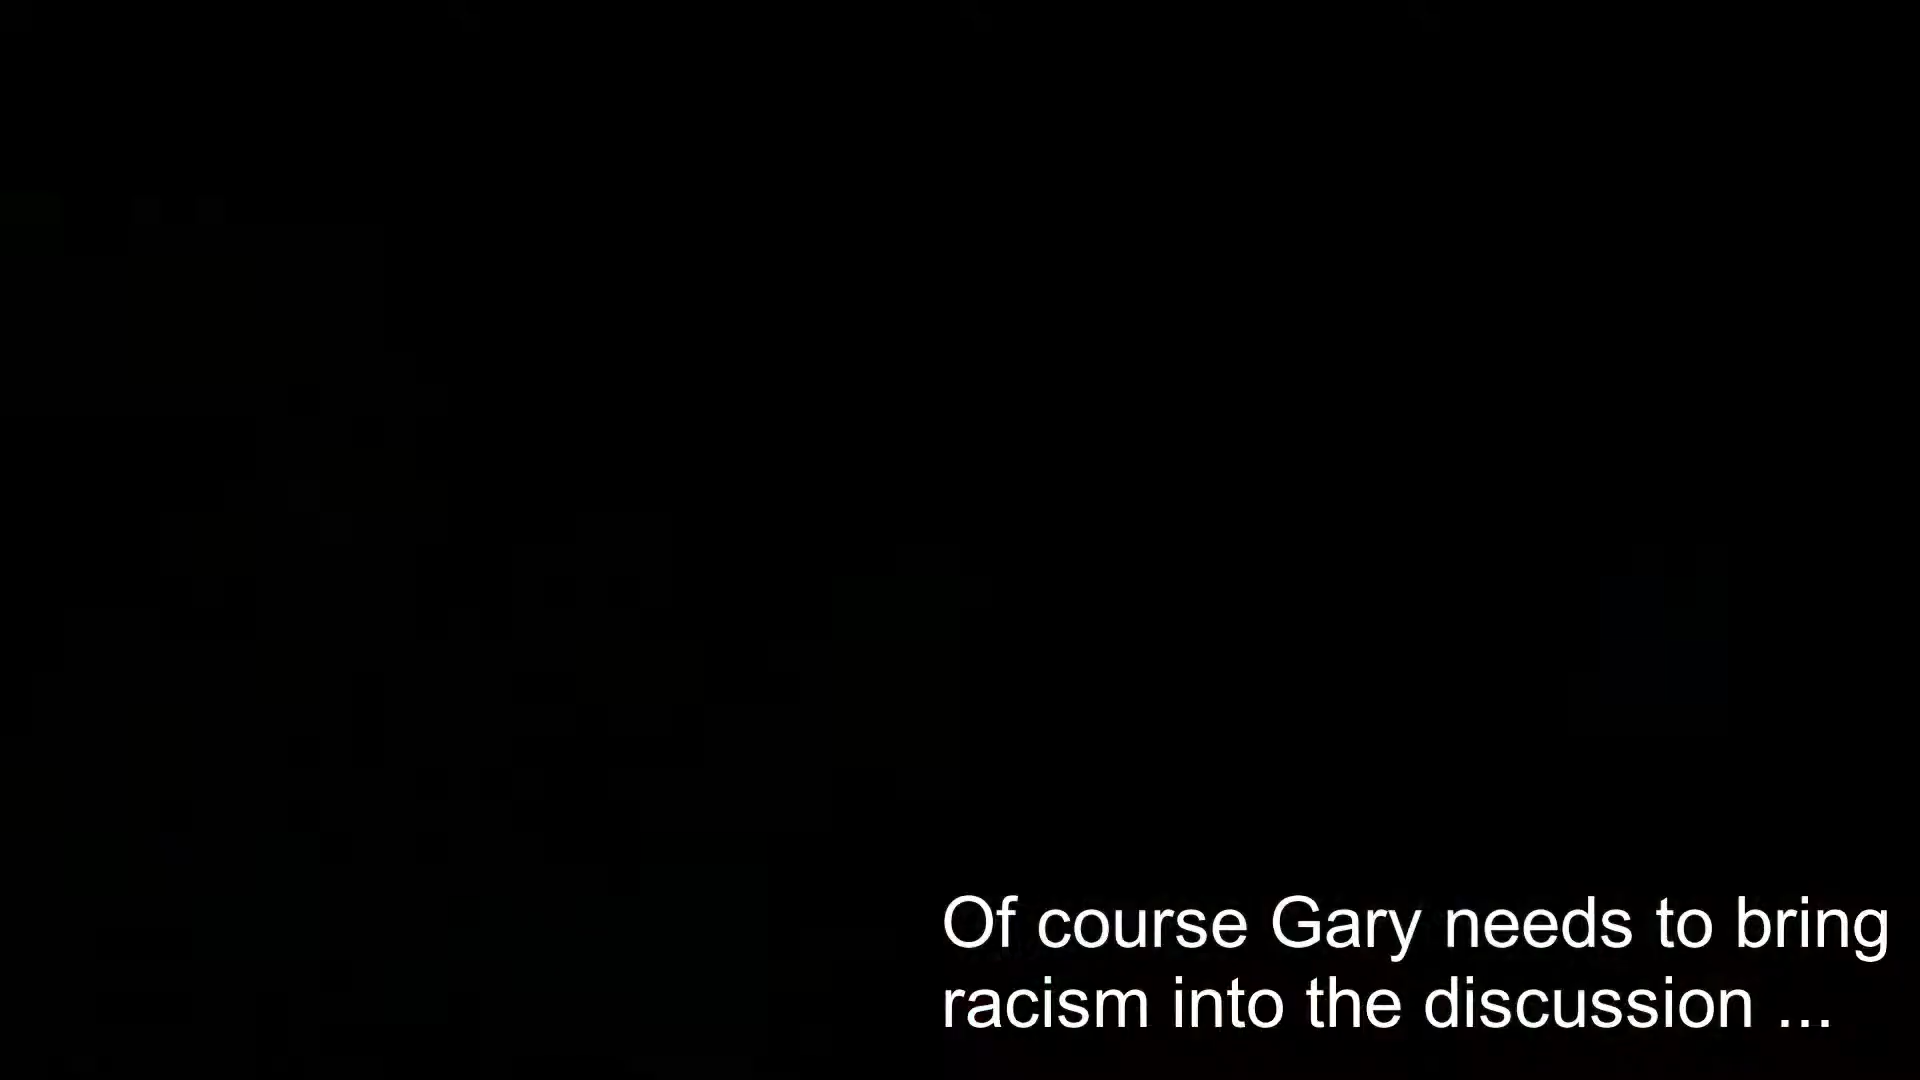 Of course Gary needs to bring
racism into the discussion ...